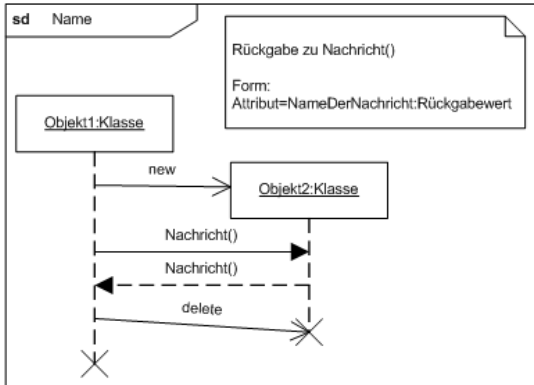 sd Name
Rückgabe zu Nachricht()
Form:
Attribut=NameDerNachricht:Rückgabewert
Objekt1:Klasse
new
Objekt2:Klasse
Nachricht()
Nachricht()
delete